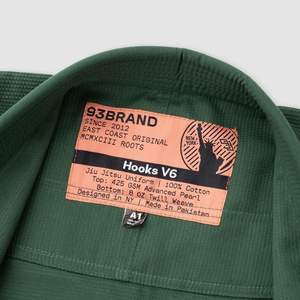 93BRAND
SINCE 2012
EAST COAST ORIGINAL
MCMXCIII ROOTS
NEW YORK
Hooks V6
Jiu Jitsu Uniform | 100% Cotton
Top: 425 GSM Advanced Pearl
Bottom: 8 OZ Twill Weave
Designed in NY | Made in Pakistan
A1